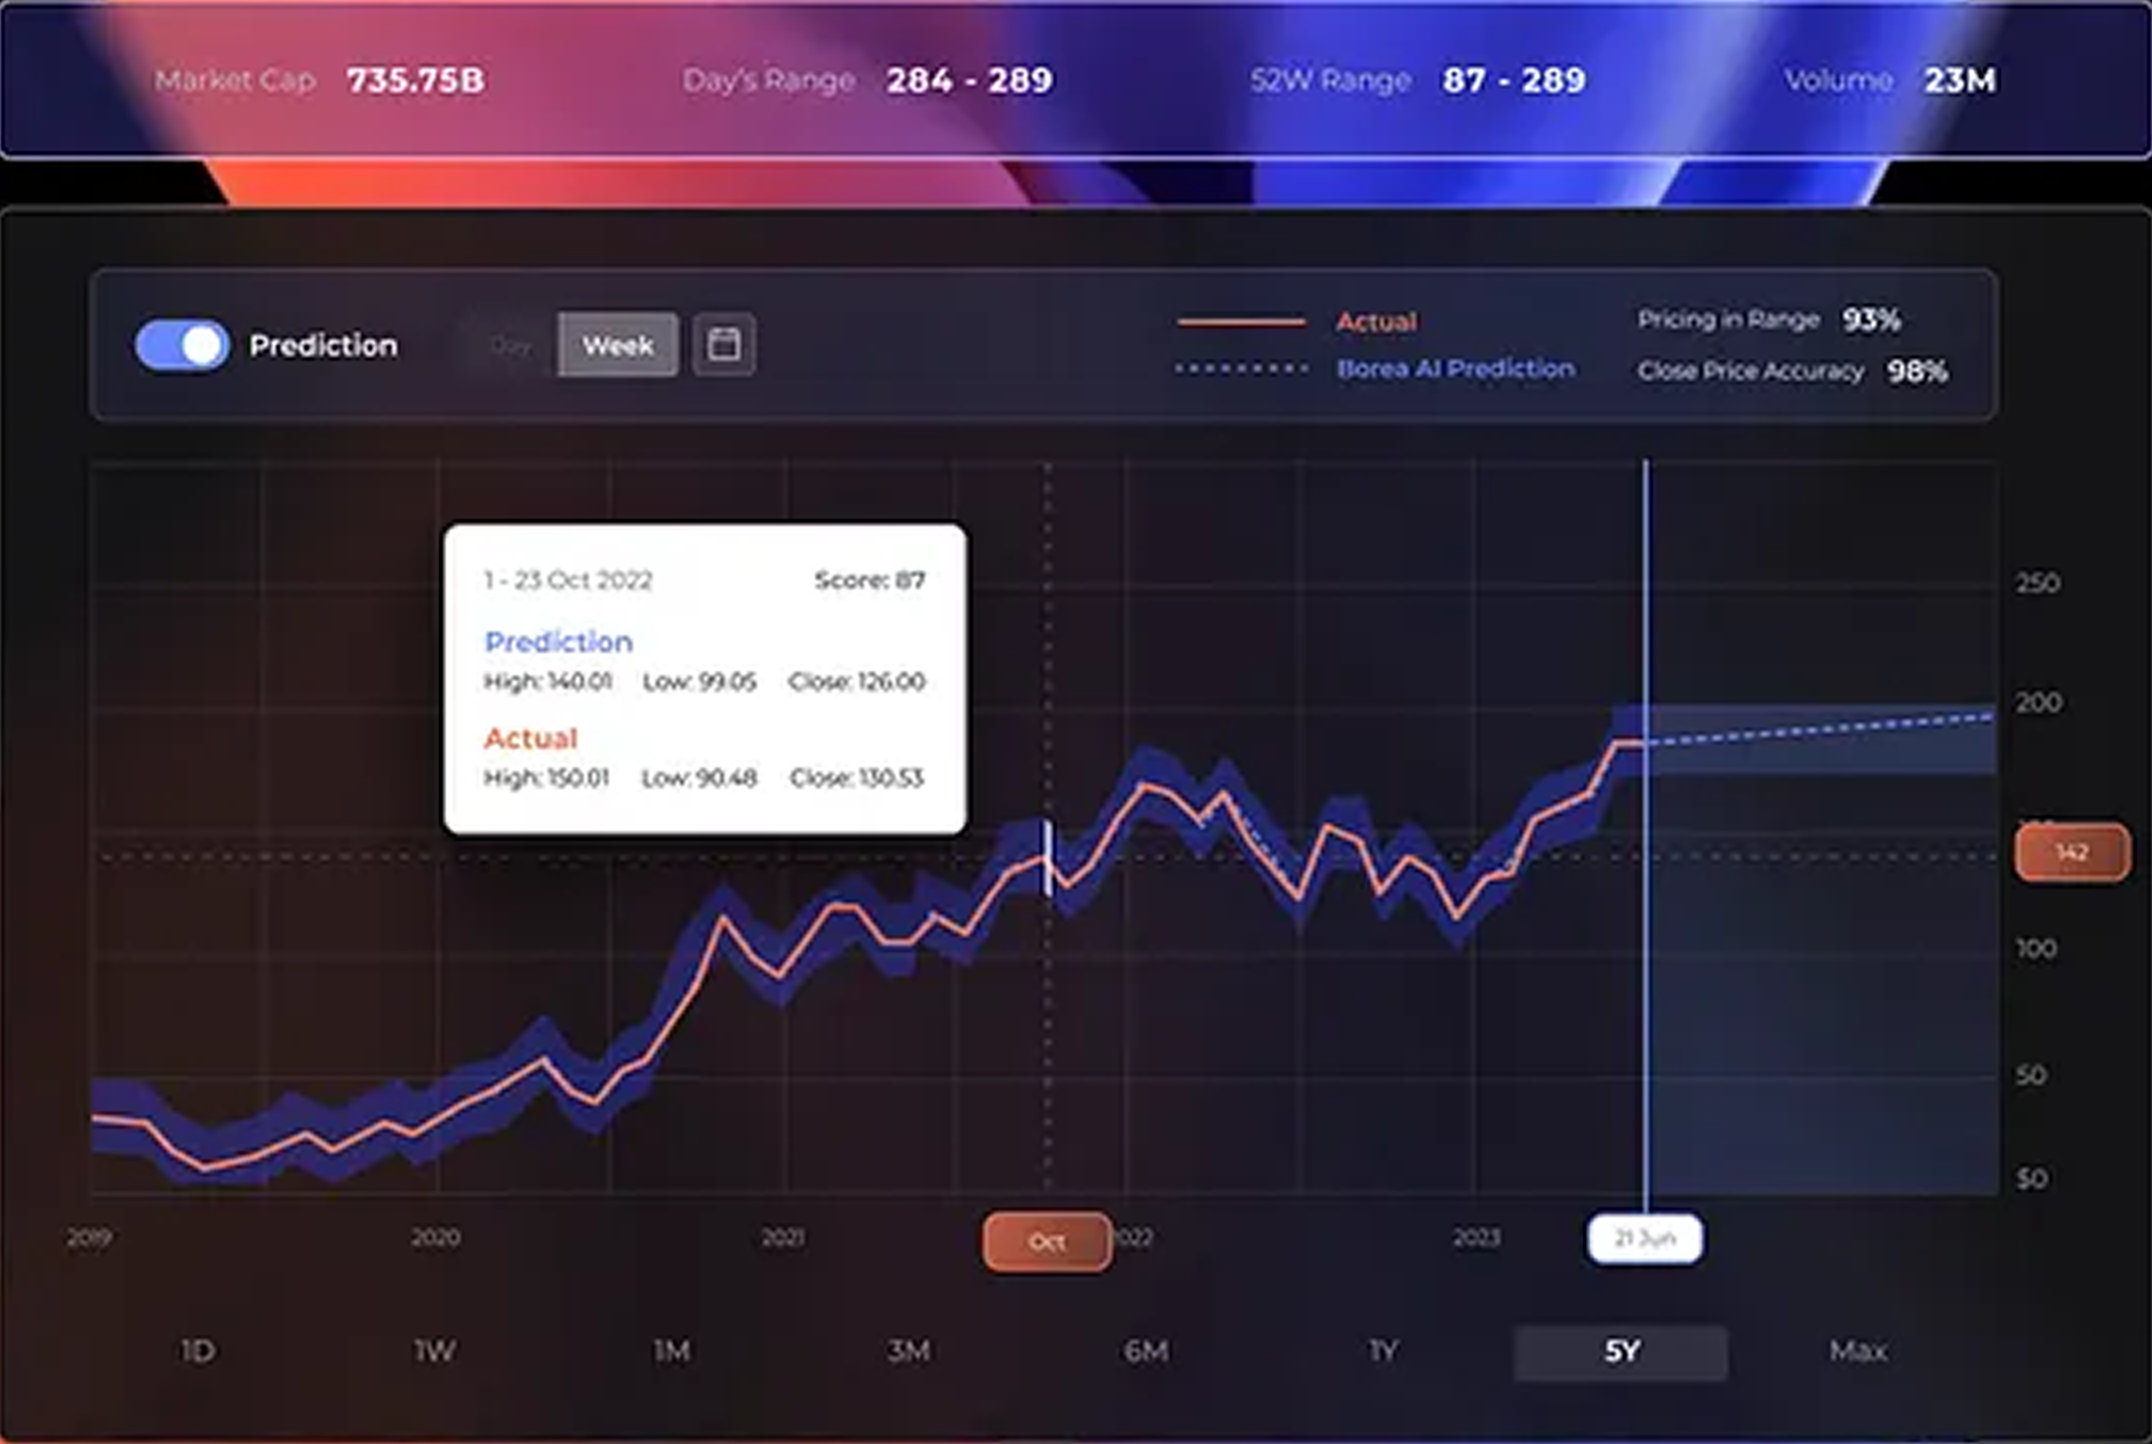 Market Cap 735.75B Day's Range 284 - 289 52W Range 87 - 289 Volume 23M
Prediction Day Week
Actual Pricing in Range 93%
Borea AI Prediction Close Price Accuracy 98%
1 - 23 Oct 2022 Score: 87
Prediction
High: 140.01 Low: 99.05 Close: 126.00
Actual
High: 150.01 Low: 90.48 Close: 130.53
250
200
142
100
50
$0
2019 2020 2021 Oct 022 2023 21 Jun
1D 1W 1M 3M 6M 1Y 5Y Max